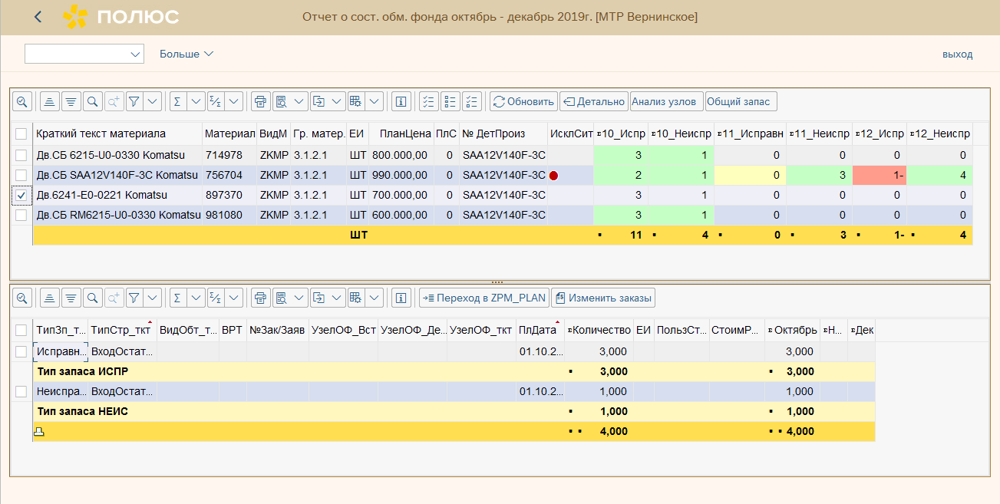 ПОЛЮС Отчет о сост. обм. фонда октябрь - декабрь 2019г. [МТР Вернинское]
Больше выход
Обновить Детально Анализ узлов Общий запас
Краткий текст материала Материал ВидМ Гр. матер. ЕИ ПланЦена ПлС № ДетПроиз ИсклСит Σ10_Испр Σ10_Неиспр Σ11_Исправн Σ11_Неиспр Σ12_Испр Σ12_Неиспр
Дв.СБ 6215-U0-0330 Komatsu 714978 ZKMP 3.1.2.1 ШТ 800.000,00 0 SAA12V140F-3C 3 1 0 0 0 0
Дв.СБ SAA12V140F-3C Komatsu 756704 ZKMP 3.1.2.1 ШТ 990.000,00 0 SAA12V140F-3C 2 1 0 3 1- 4
Дв.6241-E0-0221 Komatsu 897370 ZKMP 3.1.2.1 ШТ 700.000,00 0 SAA12V140F-3C 3 1 0 0 0 0
Дв.СБ RM6215-U0-0330 Komatsu 981080 ZKMP 3.1.2.1 ШТ 600.000,00 0 SAA12V140F-3C 3 1 0 0 0 0
ШТ ▪ 11 ▪ 4 ▪ 0 ▪ 3 ▪ 1- ▪ 4
Переход в ZPM_PLAN Изменить заказы
ТипЗп_т... ТипСтр_ткт ВидОбт_т... ВРТ №Зак/Заяв УзелОФ_Вст УзелОФ_Де... УзелОФ_ткт ПлДата ΣКоличество ЕИ ПользСт... СтоимР... Σ Октябрь ΣН... ΣДек
Исправн... ВходОстат... 01.10.2... 3,000 3,000
Тип запаса ИСПР ▪ 3,000 ▪ 3,000
Неиспра... ВходОстат... 01.10.2... 1,000 1,000
Тип запаса НЕИС ▪ 1,000 ▪ 1,000
▪ ▪ 4,000 ▪ ▪ 4,000